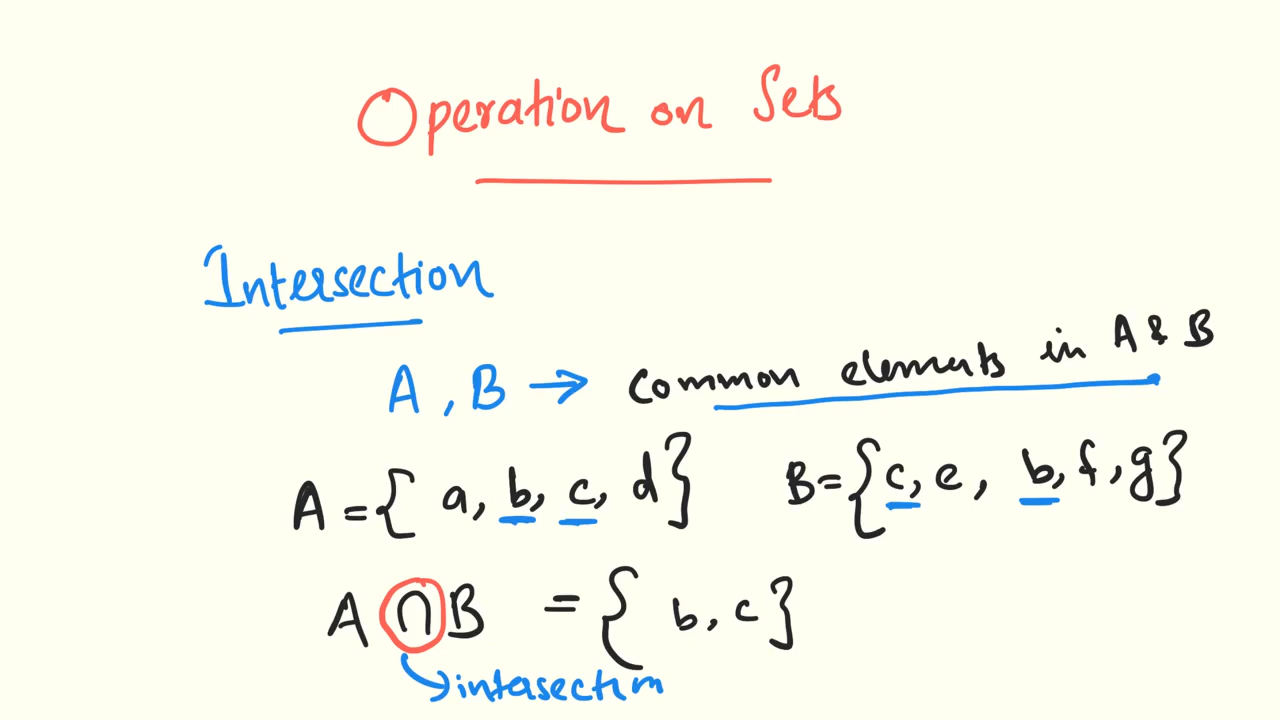 Operation on Sets
Intersection
A, B → Common elements in A & B
A = { a, b, c, d } B = { c, e, b, f, g }
A ∩ B = { b, c }
intersection